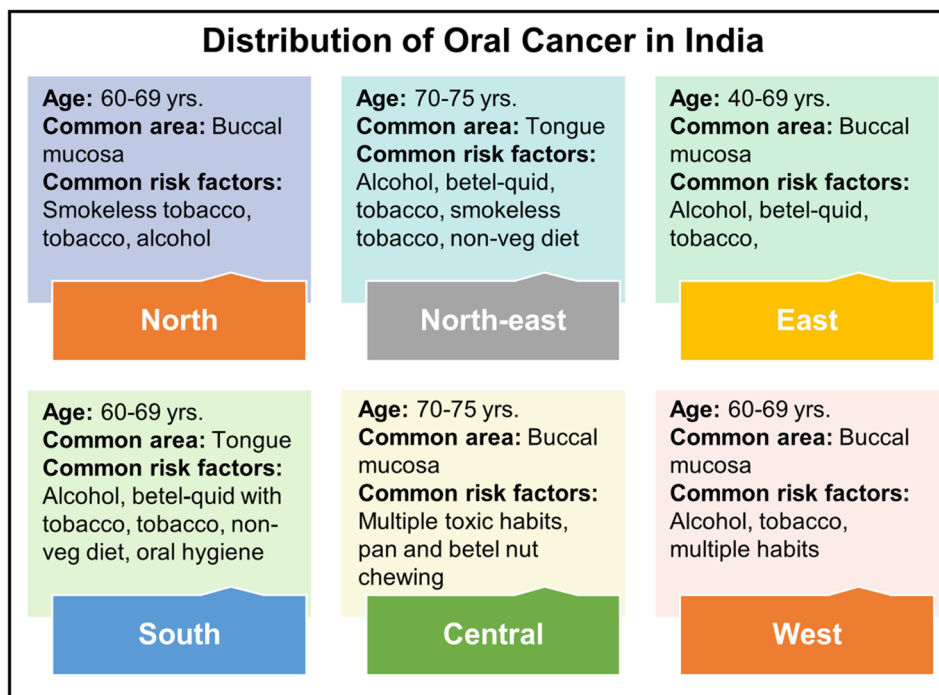 Distribution of Oral Cancer in India
Age: 60-69 yrs.
Common area: Buccal
mucosa
Common risk factors:
Smokeless tobacco,
tobacco, alcohol
North
Age: 70-75 yrs.
Common area: Tongue
Common risk factors:
Alcohol, betel-quid,
tobacco, smokeless
tobacco, non-veg diet
North-east
Age: 40-69 yrs.
Common area: Buccal
mucosa
Common risk factors:
Alcohol, betel-quid,
tobacco,
East
Age: 60-69 yrs.
Common area: Tongue
Common risk factors:
Alcohol, betel-quid with
tobacco, tobacco, non-
veg diet, oral hygiene
South
Age: 70-75 yrs.
Common area: Buccal
mucosa
Common risk factors:
Multiple toxic habits,
pan and betel nut
chewing
Central
Age: 60-69 yrs.
Common area: Buccal
mucosa
Common risk factors:
Alcohol, tobacco,
multiple habits
West